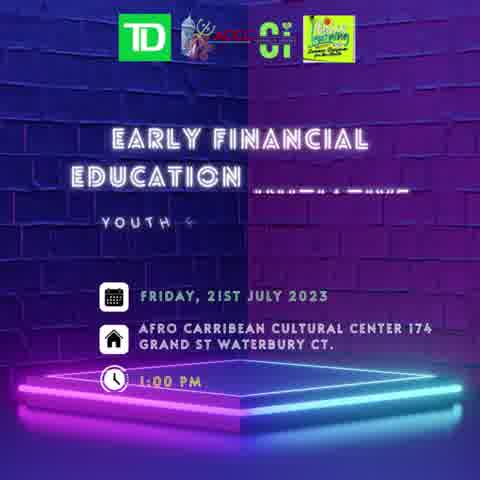 TD
EARLY FINANCIAL
EDUCATION
YOUTH
FRIDAY, 21ST JULY 2023
AFRO CARRIBEAN CULTURAL CENTER 174
GRAND ST WATERBURY CT.
1:00 PM